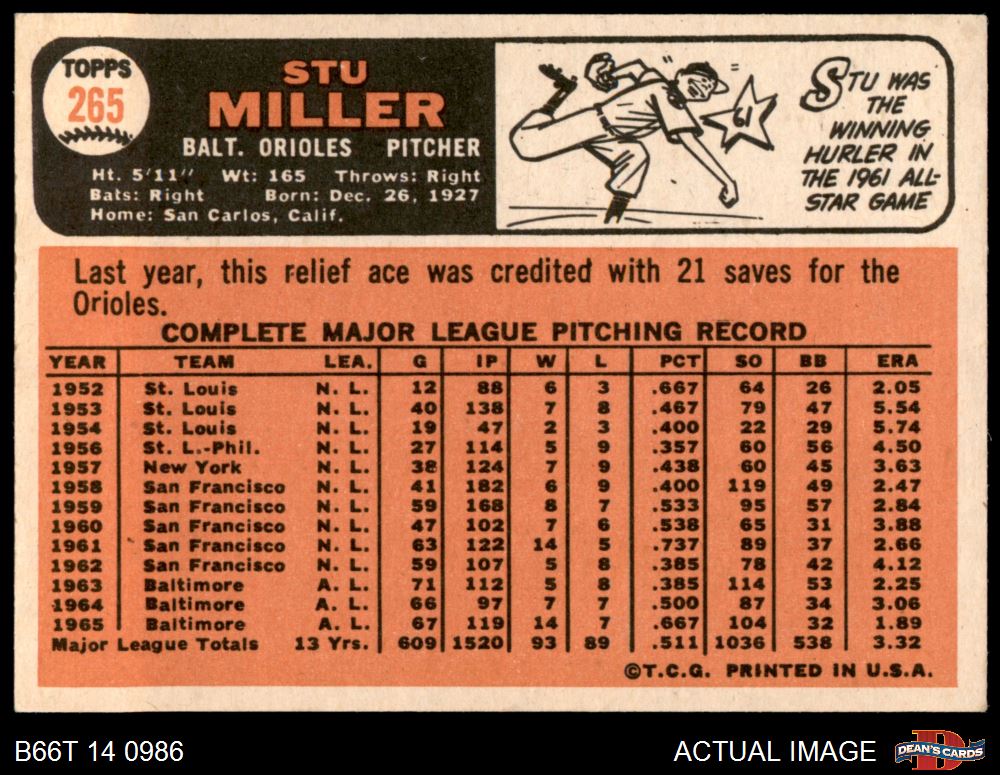 TOPPS
265
STU
MILLER
BALT. ORIOLES PITCHER
Ht. 5'11" Wt: 165 Throws: Right
Bats: Right Born: Dec. 26, 1927
Home: San Carlos, Calif.
61
STU WAS
THE
WINNING
HURLER IN
THE 1961 ALL-
STAR GAME
Last year, this relief ace was credited with 21 saves for the
Orioles.
COMPLETE MAJOR LEAGUE PITCHING RECORD
YEAR TEAM LEA. G IP W L PCT SO BB ERA
1952 St. Louis N. L. 12 88 6 3 .667 64 26 2.05
1953 St. Louis N. L. 40 138 7 8 .467 79 47 5.54
1954 St. Louis N. L. 19 47 2 3 .400 22 29 5.74
1956 St. L.-Phil. N. L. 27 114 5 9 .357 60 56 4.50
1957 New York N. L. 38 124 7 9 .438 60 45 3.63
1958 San Francisco N. L. 41 182 6 9 .400 119 49 2.47
1959 San Francisco N. L. 59 168 8 7 .533 95 57 2.84
1960 San Francisco N. L. 47 102 7 6 .538 65 31 3.88
1961 San Francisco N. L. 63 122 14 5 .737 89 37 2.66
1962 San Francisco N. L. 59 107 5 8 .385 78 42 4.12
1963 Baltimore A. L. 71 112 5 8 .385 114 53 2.25
1964 Baltimore A. L. 66 97 7 7 .500 87 34 3.06
1965 Baltimore A. L. 67 119 14 7 .667 104 32 1.89
Major League Totals 13 Yrs. 609 1520 93 89 .511 1036 538 3.32
©T.C.G. PRINTED IN U.S.A.
B66T 14 0986
ACTUAL IMAGE
DEAN'S CARDS